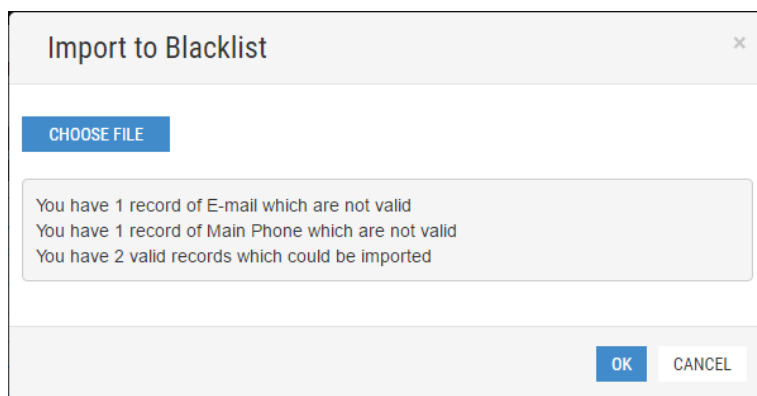 Import to Blacklist
×
CHOOSE FILE
You have 1 record of E-mail which are not valid
You have 1 record of Main Phone which are not valid
You have 2 valid records which could be imported
OK CANCEL